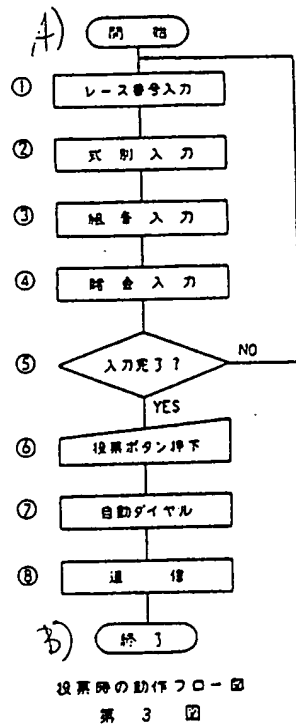 A)
開始
① レース番号入力
② 式別入力
③ 組番入力
④ 賭金入力
⑤ 入力完了?
NO
YES
⑥ 投票ボタン押下
⑦ 自動ダイヤル
⑧ 送信
B)
終了
投票時の動作フロー図
第3図